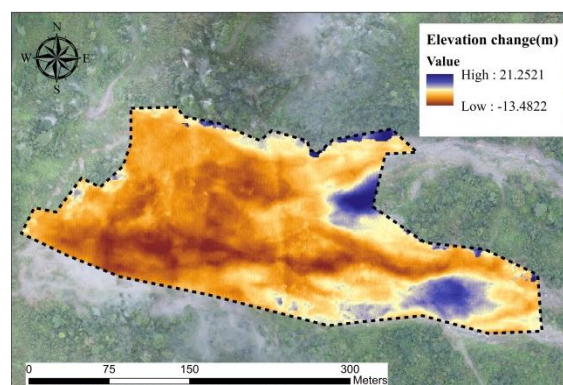 N
W E
S
Elevation change(m)
Value
High : 21.2521
Low : -13.4822
0 75 150 300
Meters